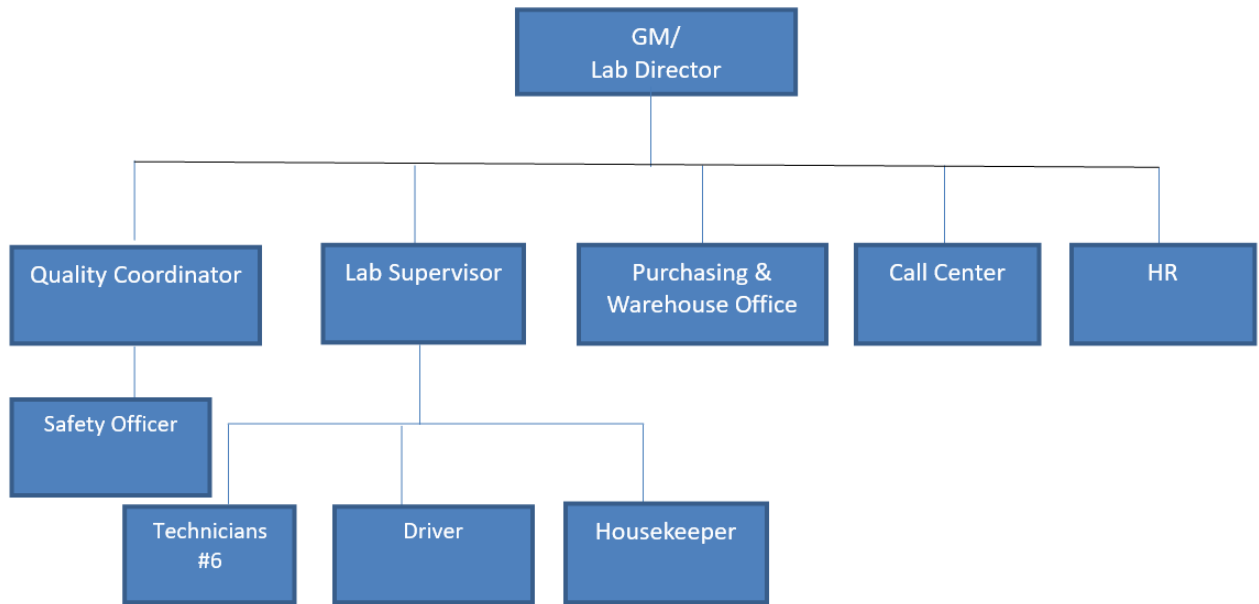 GM/
Lab Director
Quality Coordinator
Lab Supervisor
Purchasing &
Warehouse Office
Call Center
HR
Safety Officer
Technicians
#6
Driver
Housekeeper